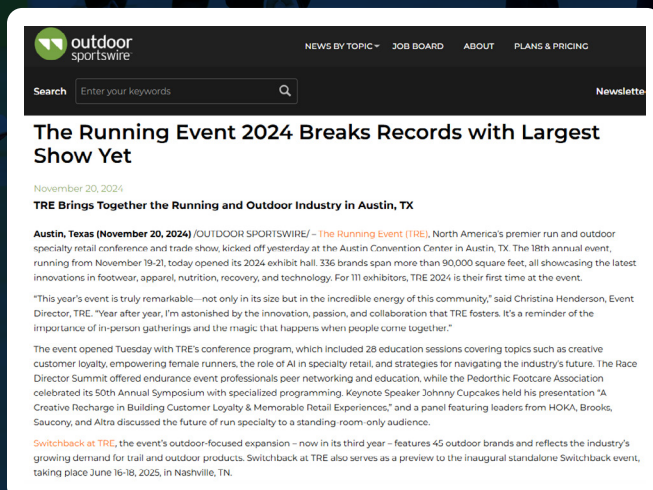 outdoor
sportswire
NEWS BY TOPIC JOB BOARD ABOUT PLANS & PRICING
Search Enter your keywords Newslette
The Running Event 2024 Breaks Records with Largest
Show Yet
November 20, 2024
TRE Brings Together the Running and Outdoor Industry in Austin, TX
Austin, Texas (November 20, 2024) /OUTDOOR SPORTSWIRE/ – The Running Event (TRE), North America's premier run and outdoor
specialty retail conference and trade show, kicked off yesterday at the Austin Convention Center in Austin, TX. The 18th annual event,
running from November 19-21, today opened its 2024 exhibit hall. 336 brands span more than 90,000 square feet, all showcasing the latest
innovations in footwear, apparel, nutrition, recovery, and technology. For 111 exhibitors, TRE 2024 is their first time at the event.
"This year's event is truly remarkable—not only in its size but in the incredible energy of this community," said Christina Henderson, Event
Director, TRE. "Year after year, I'm astonished by the innovation, passion, and collaboration that TRE fosters. It's a reminder of the
importance of in-person gatherings and the magic that happens when people come together."
The event opened Tuesday with TRE's conference program, which included 28 education sessions covering topics such as creative
customer loyalty, empowering female runners, the role of AI in specialty retail, and strategies for navigating the industry's future. The Race
Director Summit offered endurance event professionals peer networking and education, while the Pedorthic Footcare Association
celebrated its 50th Annual Symposium with specialized programming. Keynote Speaker Johnny Cupcakes held his presentation "A
Creative Recharge in Building Customer Loyalty & Memorable Retail Experiences," and a panel featuring leaders from HOKA, Brooks,
Saucony, and Altra discussed the future of run specialty to a standing-room-only audience.
Switchback at TRE, the event's outdoor-focused expansion – now in its third year – features 45 outdoor brands and reflects the industry's
growing demand for trail and outdoor products. Switchback at TRE also serves as a preview to the inaugural standalone Switchback event,
taking place June 16-18, 2025, in Nashville, TN.